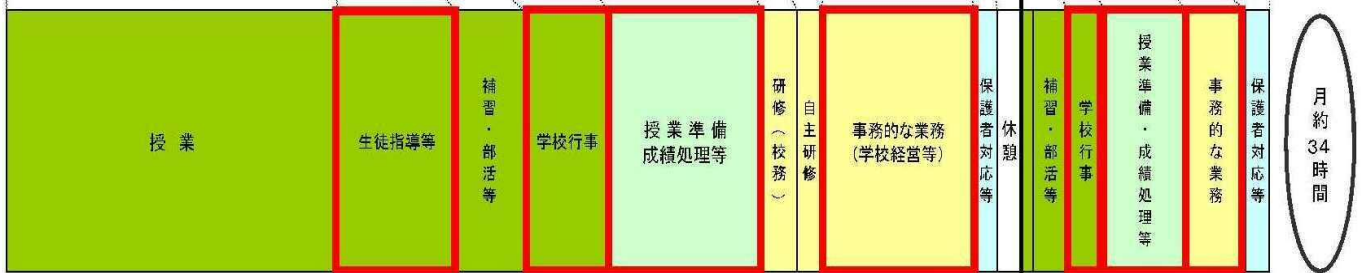 授業
生徒指導等
補習・部活等
学校行事
授業準備
成績処理等
研修（校務）
自主研修
事務的な業務
(学校経営等)
保護者対応等
休憩
補習・部活等
学校行事
授業準備・成績処理等
事務的な業務
保護者対応等
月約34時間